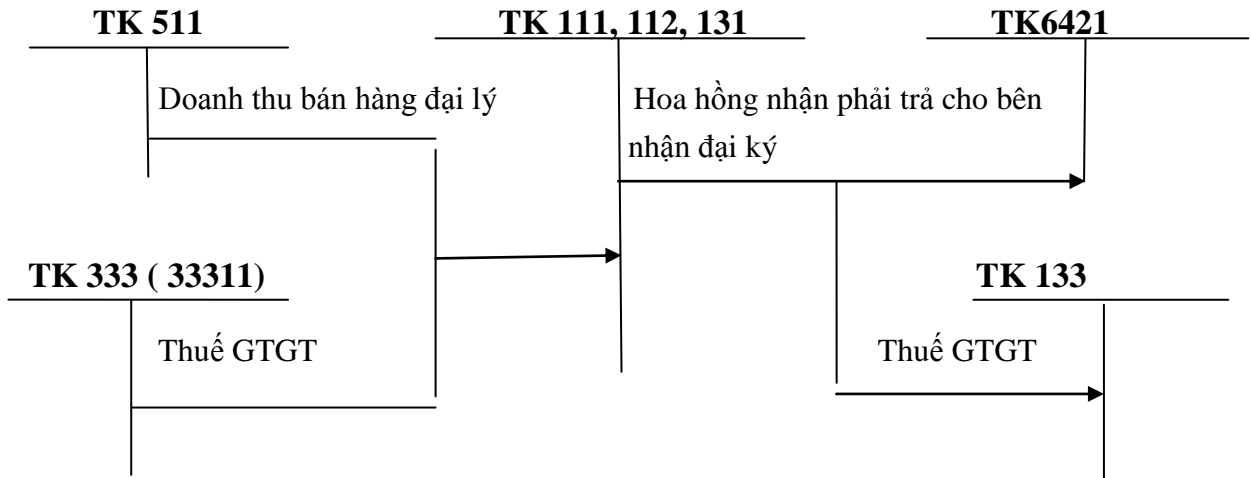 TK 511
TK 111, 112, 131
TK6421
Doanh thu bán hàng đại lý
Hoa hồng nhận phải trả cho bên
nhận đại ký
TK 333 ( 33311)
TK 133
Thuế GTGT
Thuế GTGT